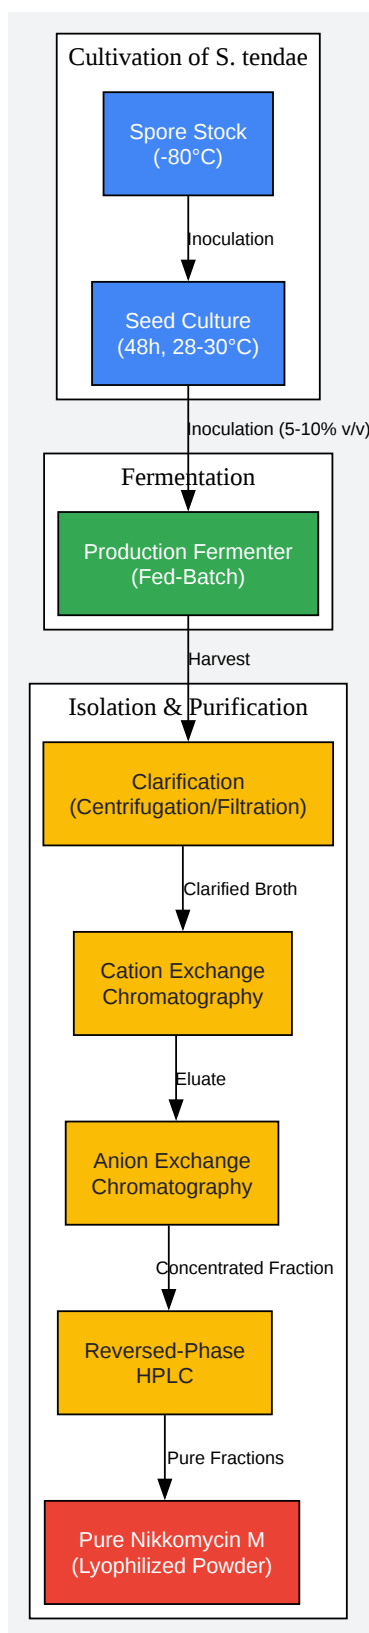 Cultivation of S. tendae
Spore Stock
(-80°C)
Inoculation
Seed Culture
(48h, 28-30°C)
Inoculation (5-10% v/v)
Fermentation
Production Fermenter
(Fed-Batch)
Harvest
Isolation & Purification
Clarification
(Centrifugation/Filtration)
Clarified Broth
Cation Exchange
Chromatography
Eluate
Anion Exchange
Chromatography
Concentrated Fraction
Reversed-Phase
HPLC
Pure Fractions
Pure Nikkomycin M
(Lyophilized Powder)